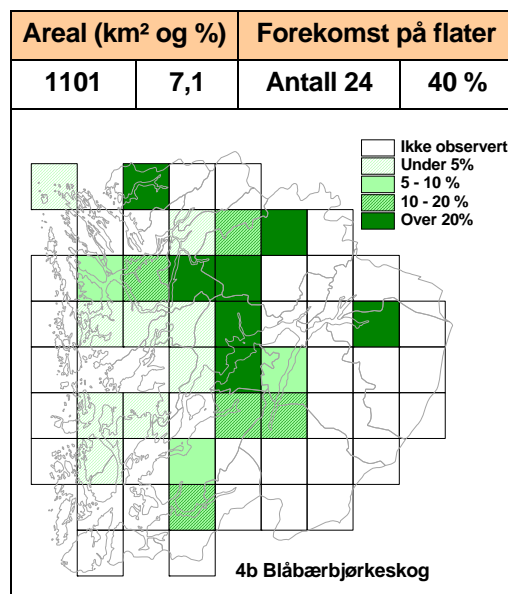 Areal (km² og %) Forekomst på flater
1101 7,1 Antall 24 40 %
Ikke observert
Under 5%
5 - 10 %
10 - 20 %
Over 20%
4b Blåbærbjørkeskog